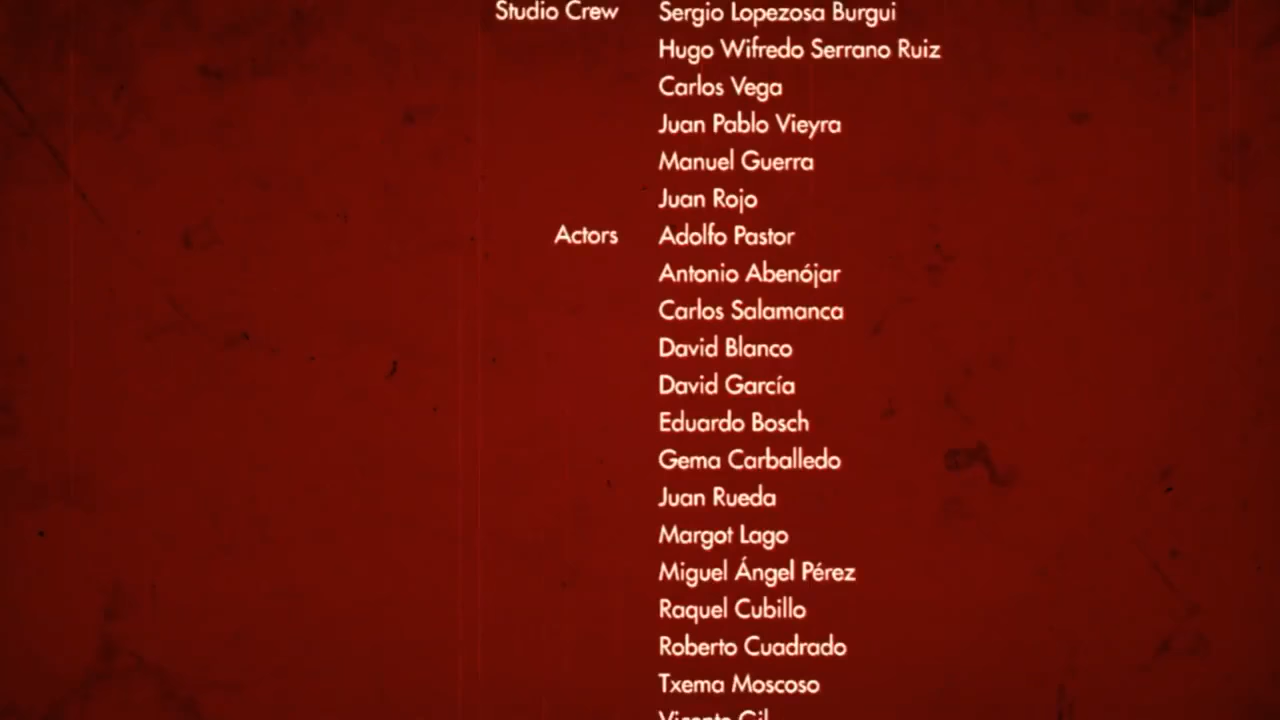 Studio Crew Sergio Lopezosa Burgui
Hugo Wifredo Serrano Ruiz
Carlos Vega
Juan Pablo Vieyra
Manuel Guerra
Juan Rojo
Actors Adolfo Pastor
Antonio Abenójar
Carlos Salamanca
David Blanco
David García
Eduardo Bosch
Gema Carballedo
Juan Rueda
Margot Lago
Miguel Ángel Pérez
Raquel Cubillo
Roberto Cuadrado
Txema Moscoso